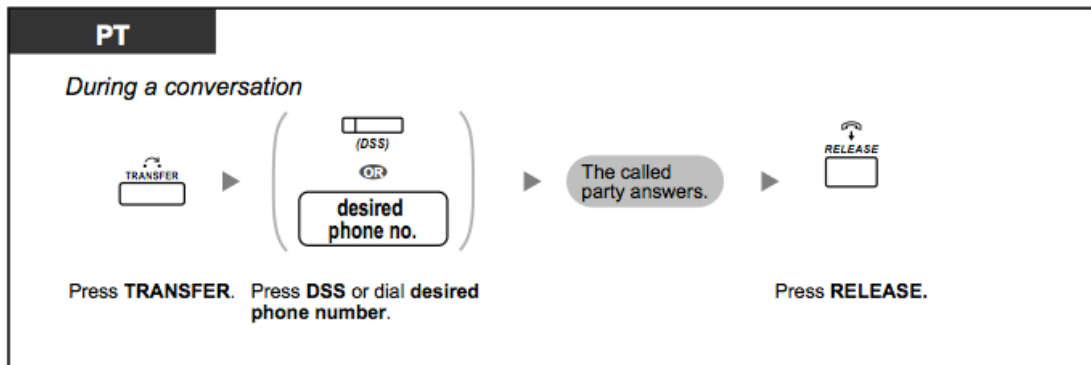 PT
During a conversation
TRANSFER
(DSS)
OR
desired
phone no.
The called
party answers.
RELEASE
Press TRANSFER.
Press DSS or dial desired
phone number.
Press RELEASE.